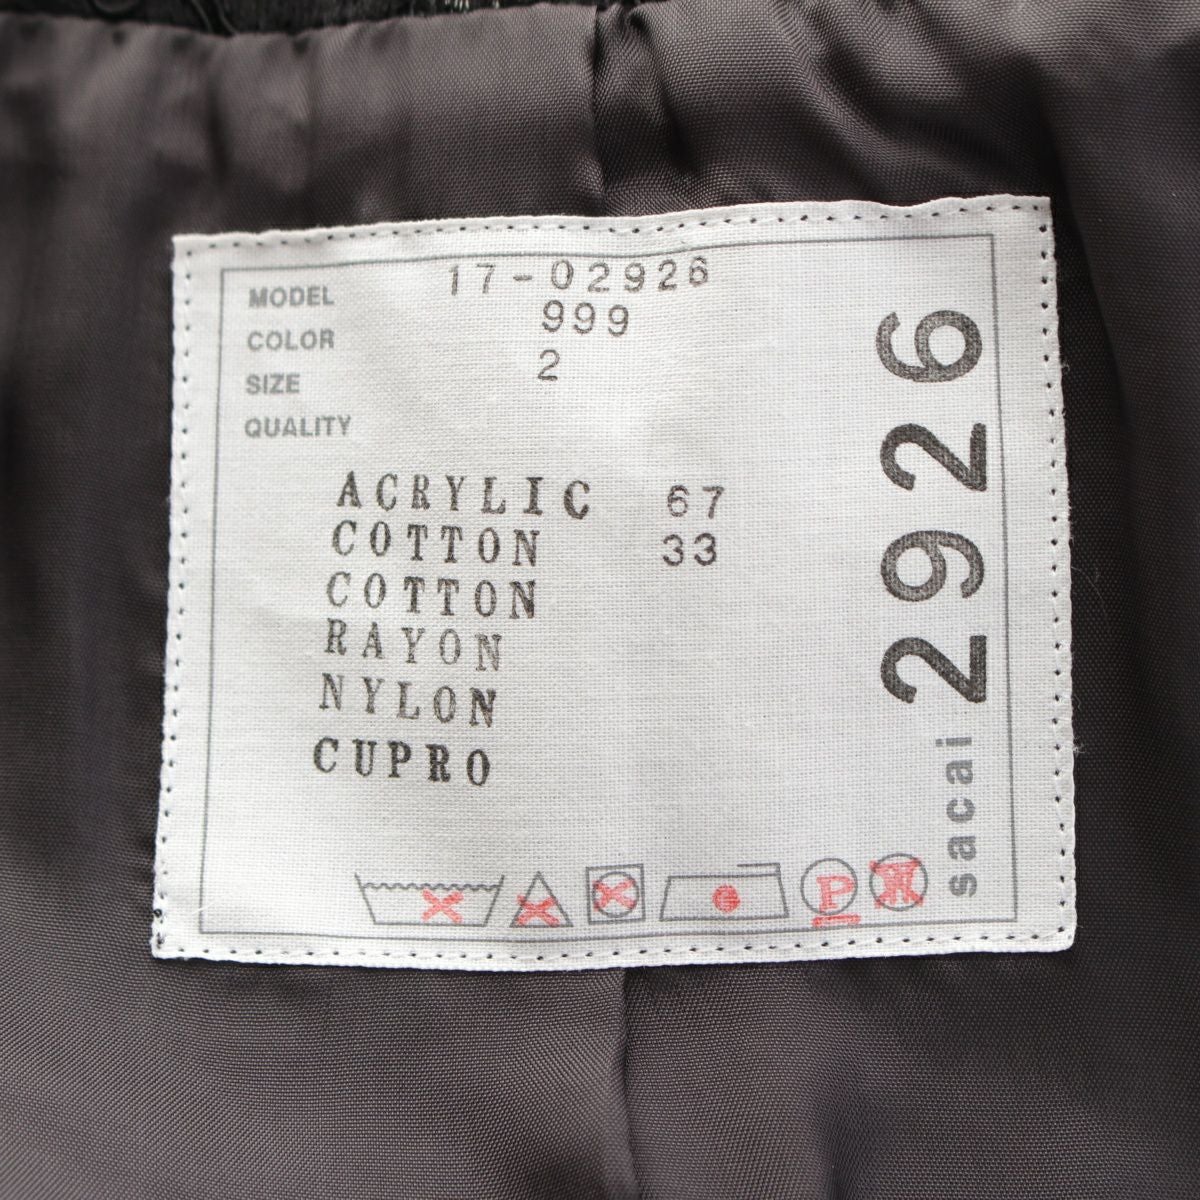 MODEL 17-02926
COLOR 999
SIZE 2
QUALITY
ACRYLIC 67
COTTON 33
COTTON
RAYON
NYLON
CUPRO
P
sacai 2926